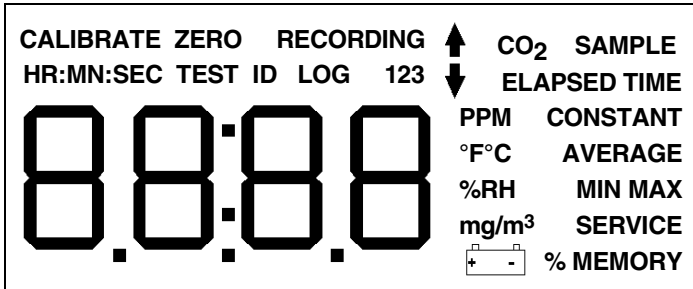 CALIBRATE ZERO RECORDING CO2 SAMPLE
HR:MN:SEC TEST ID LOG 123 ELAPSED TIME
8.8:8.8
PPM CONSTANT
°F°C AVERAGE
%RH MIN MAX
mg/m³ SERVICE
+ - % MEMORY